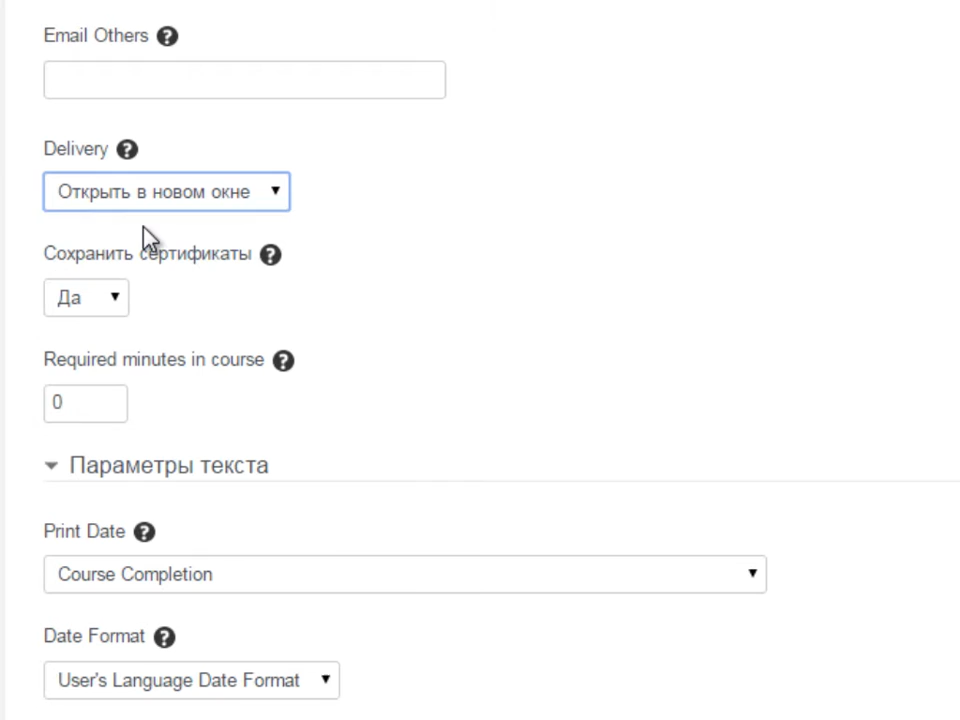 Email Others
Delivery
Открыть в новом окне
Сохранить сертификаты
Да
Required minutes in course
0
Параметры текста
Print Date
Course Completion
Date Format
User's Language Date Format